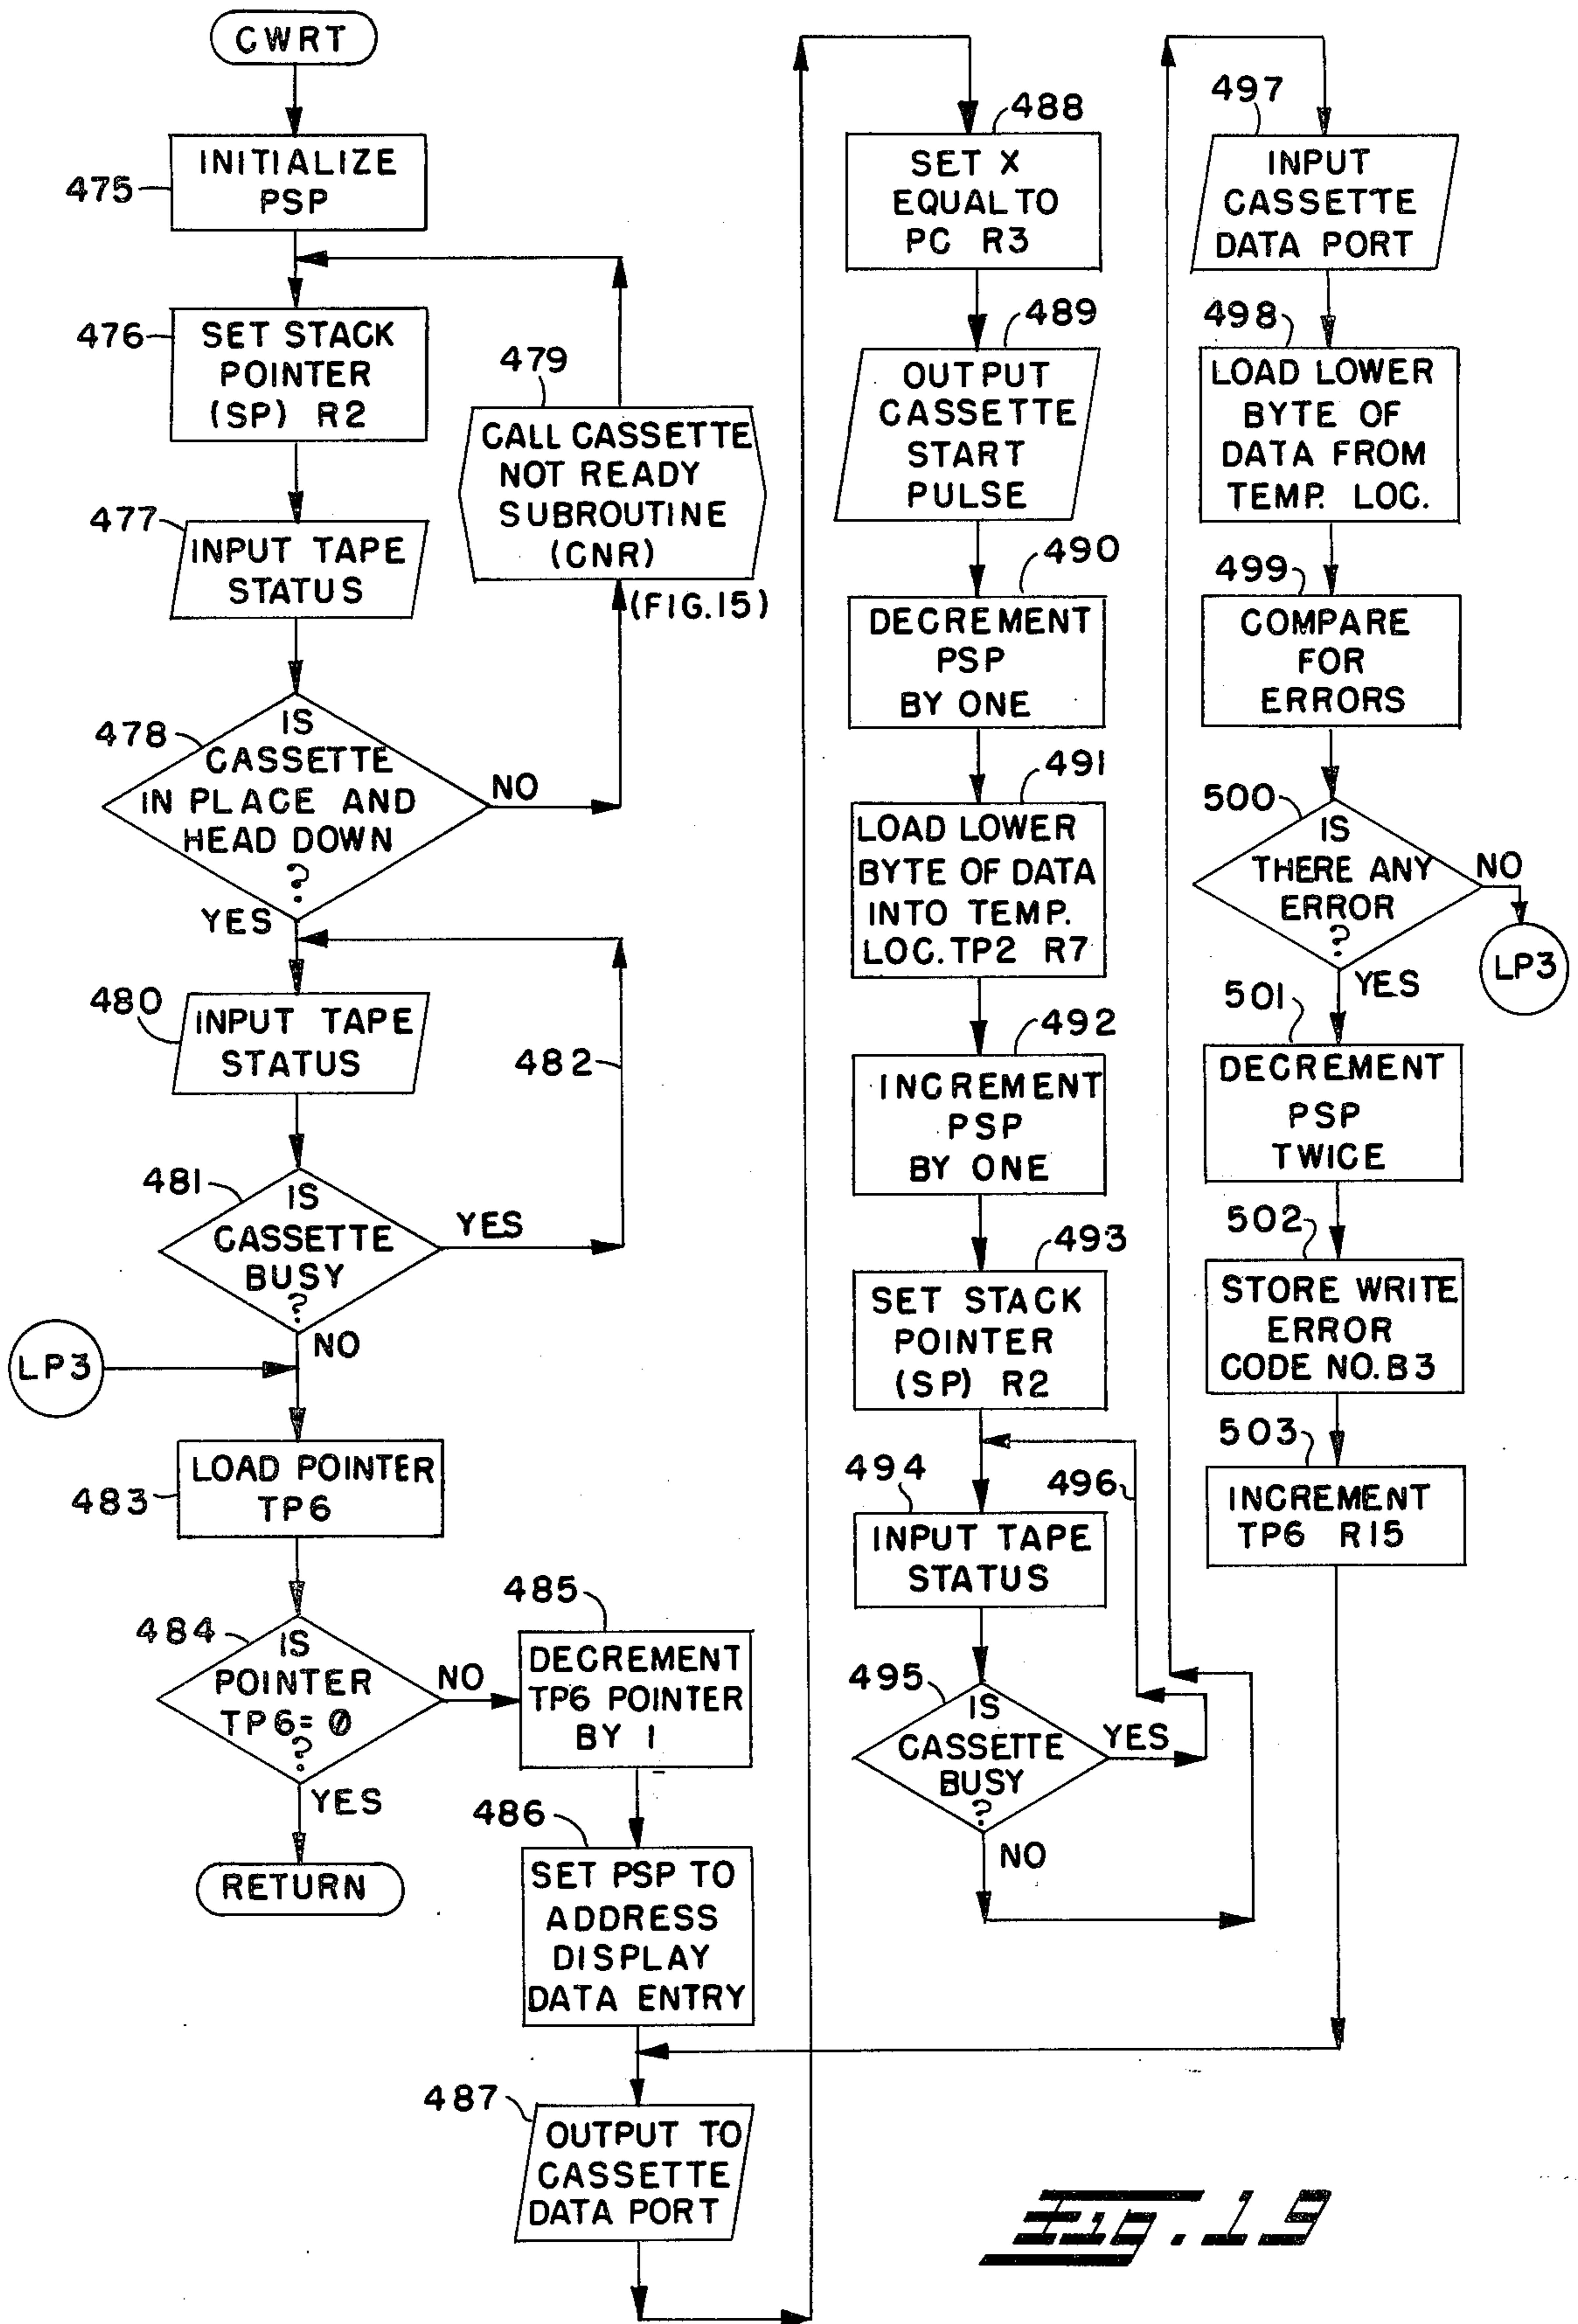 CWRT
INITIALIZE
PSP
475
476
SET STACK
POINTER
(SP) R2
477
INPUT TAPE
STATUS
478
IS
CASSETTE
IN PLACE AND
HEAD DOWN
?
NO
YES
479
CALL CASSETTE
NOT READY
SUBROUTINE
(CNR)
(FIG.15)
480
INPUT TAPE
STATUS
482
481
IS
CASSETTE
BUSY
?
YES
NO
LP3
483
LOAD POINTER
TP6
484
IS
POINTER
TP6=0
?
NO
YES
RETURN
485
DECREMENT
TP6 POINTER
BY 1
486
SET PSP TO
ADDRESS
DISPLAY
DATA ENTRY
487
OUTPUT TO
CASSETTE
DATA PORT
488
SET X
EQUAL TO
PC R3
489
OUTPUT
CASSETTE
START
PULSE
490
DECREMENT
PSP
BY ONE
491
LOAD LOWER
BYTE OF DATA
INTO TEMP.
LOC. TP2 R7
492
INCREMENT
PSP
BY ONE
493
SET STACK
POINTER
(SP) R2
494
496
INPUT TAPE
STATUS
495
IS
CASSETTE
BUSY
?
YES
NO
497
INPUT
CASSETTE
DATA PORT
498
LOAD LOWER
BYTE OF
DATA FROM
TEMP. LOC.
499
COMPARE
FOR
ERRORS
500
IS
THERE ANY
ERROR
?
NO
LP3
YES
501
DECREMENT
PSP
TWICE
502
STORE WRITE
ERROR
CODE NO. B3
503
INCREMENT
TP6 R15
FIG. 13